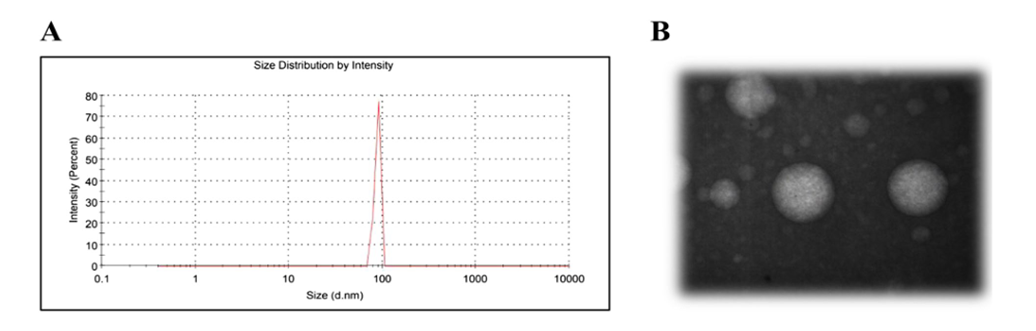 A
B
Size Distribution by Intensity
80
70
60
50
40
30
20
10
0
Intensity (Percent)
0.1 1 10 100 1000 10000
Size (d.nm)